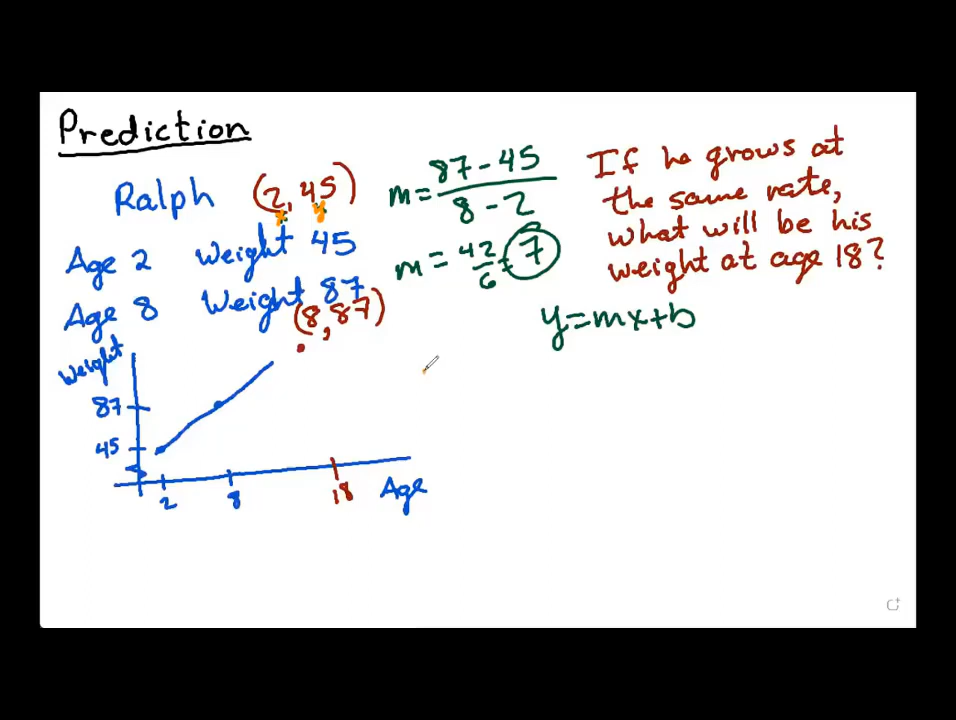 Prediction
Ralph (2,45)
x y
Age 2 Weight 45
Age 8 Weight 87
(8,87)
m = 87-45 / 8-2
m = 42/6 = 7
If he grows at
the same rate,
what will be his
weight at age 18?
y=mx+b
Weight
87
45
2 8 18 Age